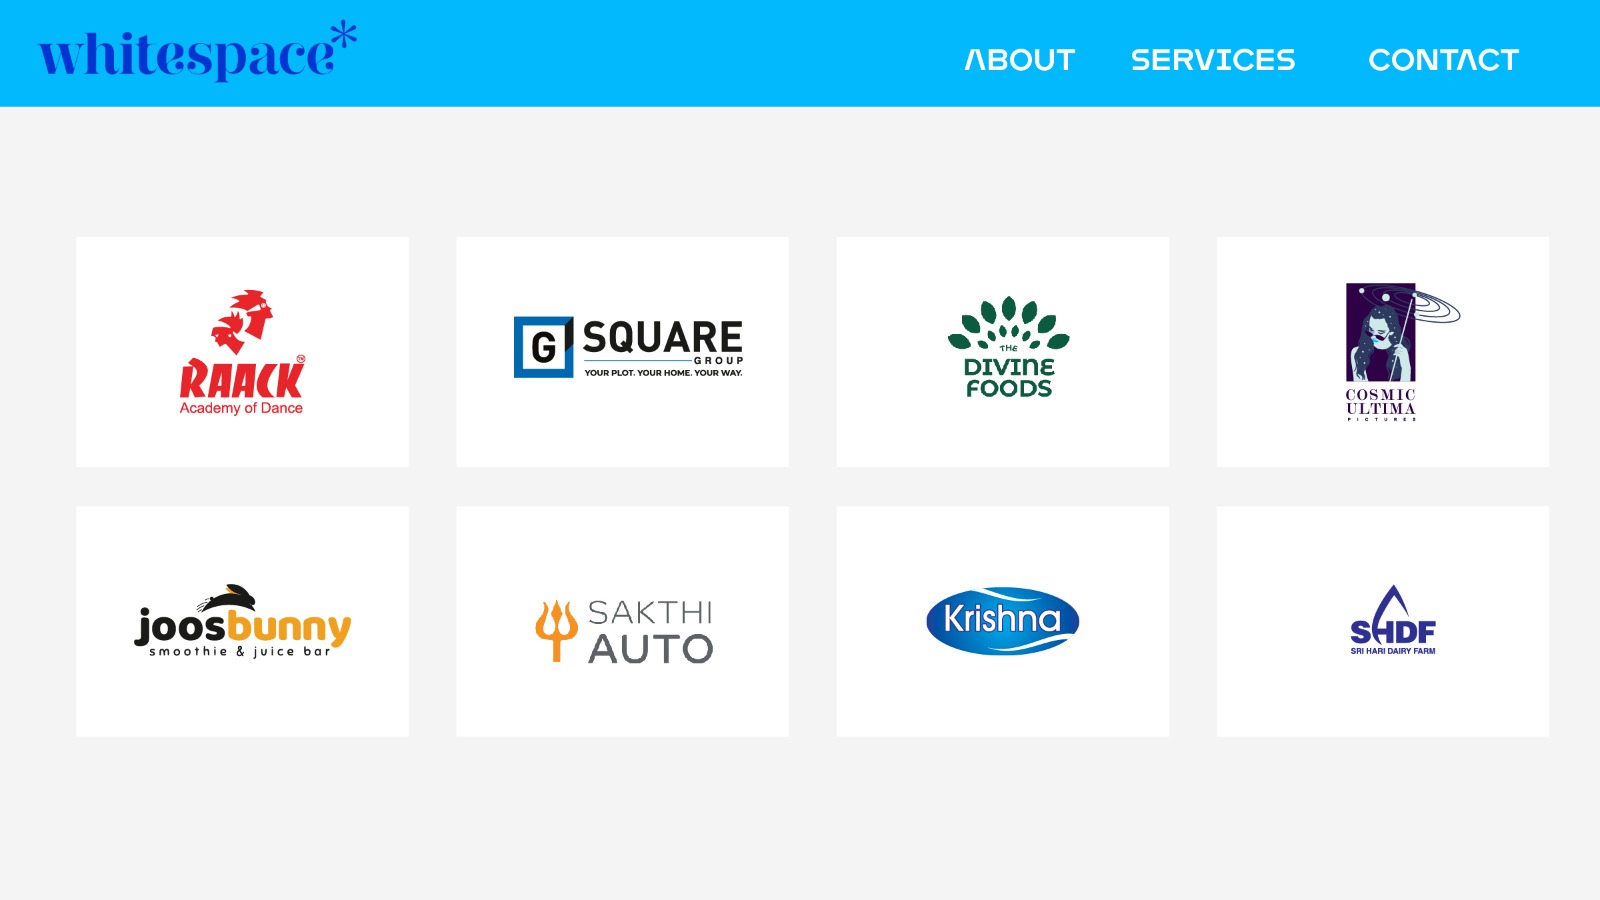 whitespace*
ABOUT SERVICES CONTACT
RAACK TM
Academy of Dance
G SQUARE
GROUP
YOUR PLOT. YOUR HOME. YOUR WAY.
THE
DIVINE
FOODS
COSMIC
ULTIMA
PICTURES
joosbunny
smoothie & juice bar
SAKTHI
AUTO
Krishna
SHDF
SRI HARI DAIRY FARM